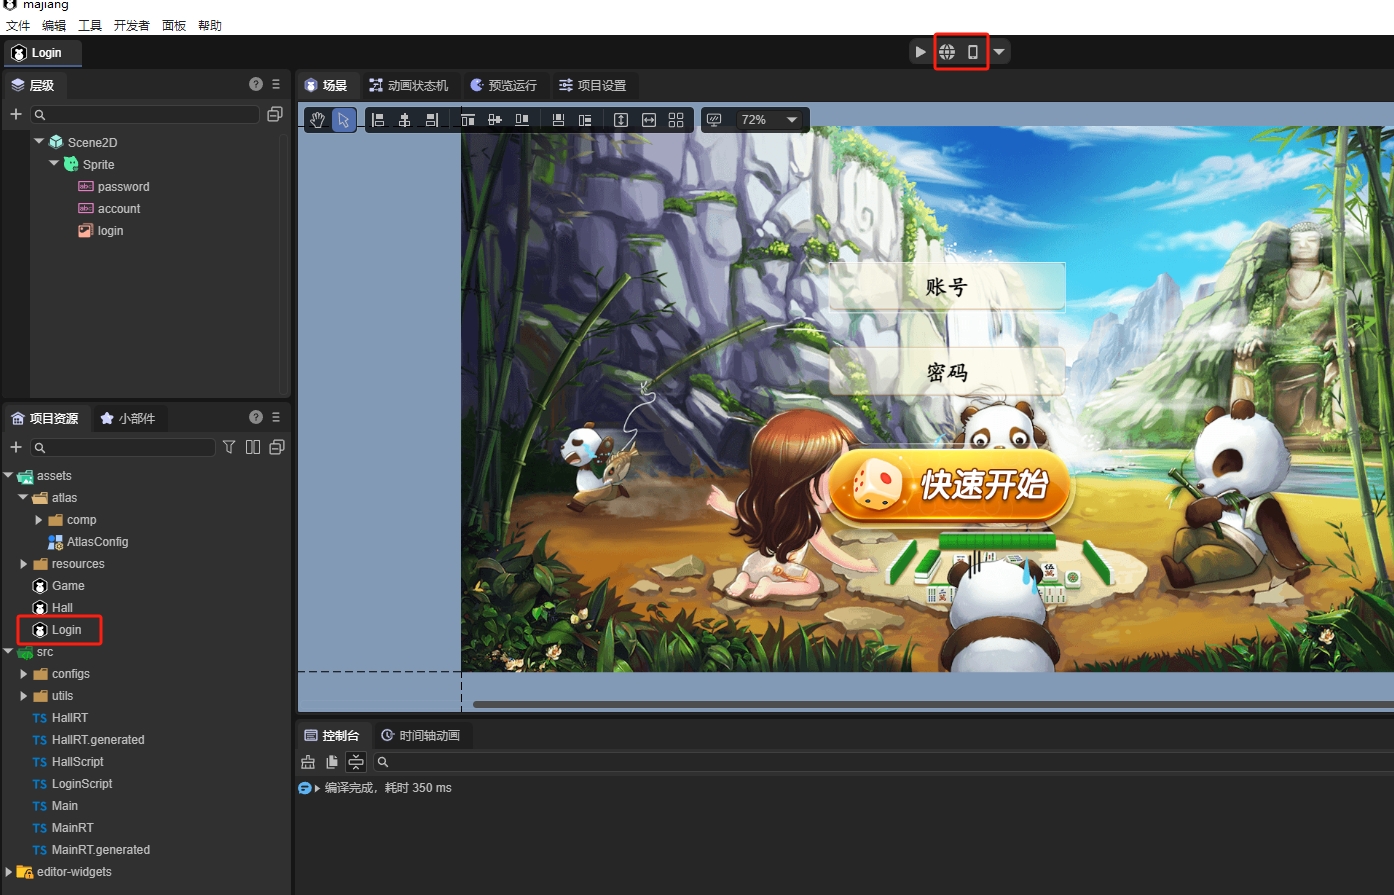 majiang
文件 编辑 工具 开发者 面板 帮助
Login
层级
场景 动画状态机 预览运行 项目设置
72%
Scene2D
Sprite
password
account
login
账号
密码
快速开始
项目资源 小部件
assets
atlas
comp
AtlasConfig
resources
Game
Hall
Login
src
configs
utils
TS HallRT
TS HallRT.generated
TS HallScript
TS LoginScript
TS Main
TS MainRT
TS MainRT.generated
editor-widgets
控制台 时间轴动画
编译完成，耗时 350 ms